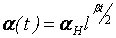 α(t) = α_H l^{βt/2}